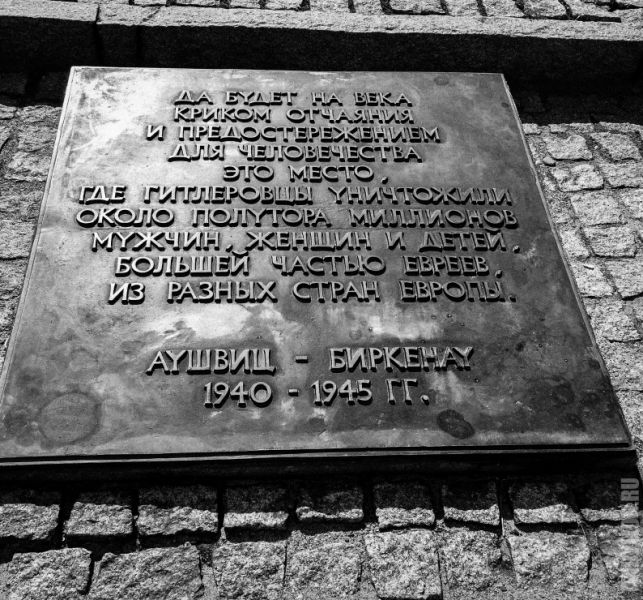 ДА БУДЕТ НА ВЕКА
КРИКОМ ОТЧАЯНИЯ
И ПРЕДОСТЕРЕЖЕНИЕМ
ДЛЯ ЧЕЛОВЕЧЕСТВА
ЭТО МЕСТО,
ГДЕ ГИТЛЕРОВЦЫ УНИЧТОЖИЛИ
ОКОЛО ПОЛУТОРА МИЛЛИОНОВ
МУЖЧИН, ЖЕНЩИН И ДЕТЕЙ,
БОЛЬШЕЙ ЧАСТЬЮ ЕВРЕЕВ,
ИЗ РАЗНЫХ СТРАН ЕВРОПЫ.
АУШВИЦ - БИРКЕНАУ
1940 - 1945 ГГ.